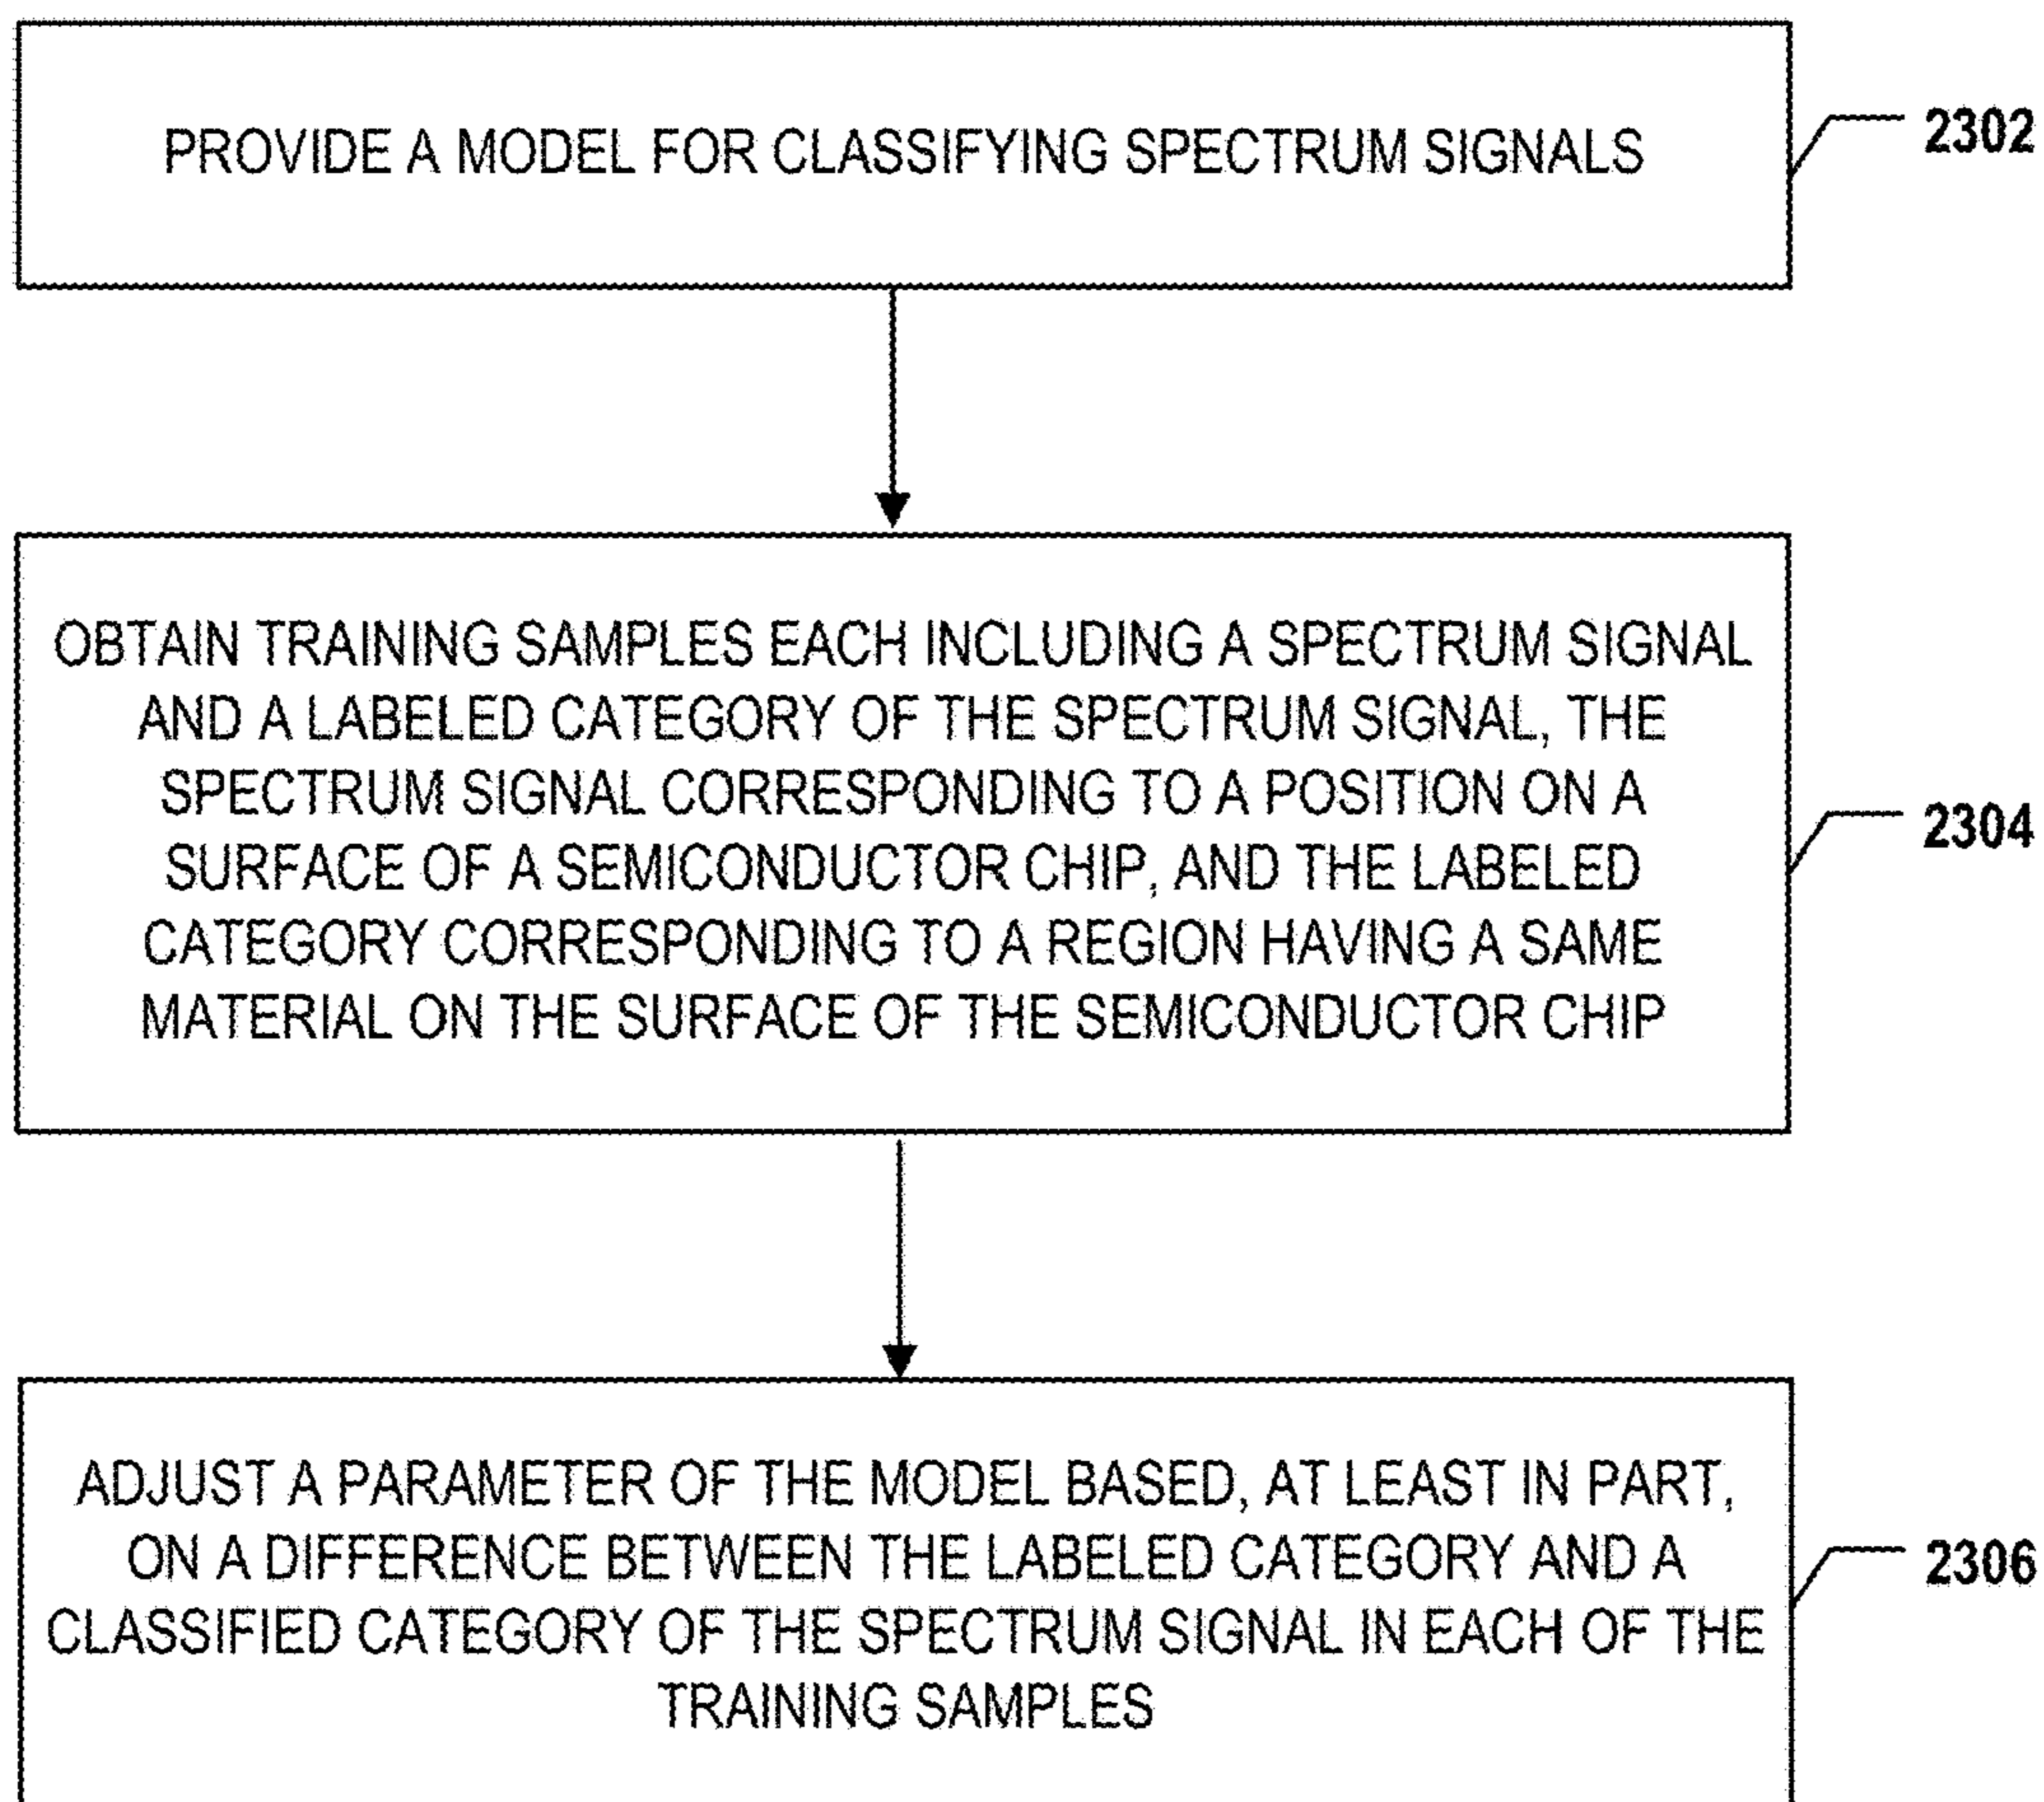 PROVIDE A MODEL FOR CLASSIFYING SPECTRUM SIGNALS
2302
OBTAIN TRAINING SAMPLES EACH INCLUDING A SPECTRUM SIGNAL
AND A LABELED CATEGORY OF THE SPECTRUM SIGNAL, THE
SPECTRUM SIGNAL CORRESPONDING TO A POSITION ON A
SURFACE OF A SEMICONDUCTOR CHIP, AND THE LABELED
CATEGORY CORRESPONDING TO A REGION HAVING A SAME
MATERIAL ON THE SURFACE OF THE SEMICONDUCTOR CHIP
2304
ADJUST A PARAMETER OF THE MODEL BASED, AT LEAST IN PART,
ON A DIFFERENCE BETWEEN THE LABELED CATEGORY AND A
CLASSIFIED CATEGORY OF THE SPECTRUM SIGNAL IN EACH OF THE
TRAINING SAMPLES
2306